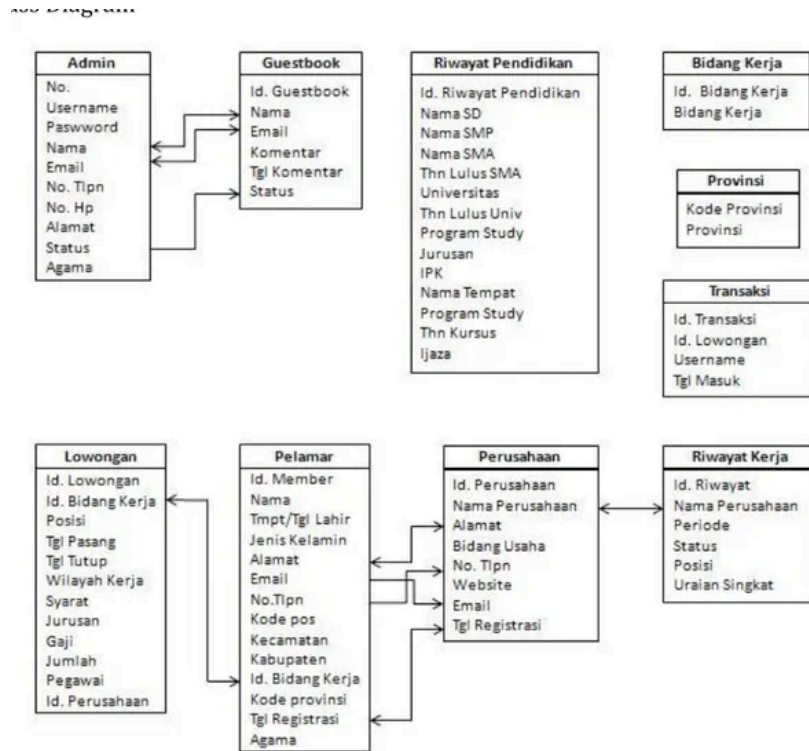 ass Diagram
Admin
No.
Username
Paswword
Nama
Email
No. Tlpn
No. Hp
Alamat
Status
Agama
Guestbook
Id. Guestbook
Nama
Email
Komentar
Tgl Komentar
Status
Riwayat Pendidikan
Id. Riwayat Pendidikan
Nama SD
Nama SMP
Nama SMA
Thn Lulus SMA
Universitas
Thn Lulus Univ
Program Study
Jurusan
IPK
Nama Tempat
Program Study
Thn Kursus
Ijaza
Bidang Kerja
Id. Bidang Kerja
Bidang Kerja
Provinsi
Kode Provinsi
Provinsi
Transaksi
Id. Transaksi
Id. Lowongan
Username
Tgl Masuk
Lowongan
Id. Lowongan
Id. Bidang Kerja
Posisi
Tgl Pasang
Tgl Tutup
Wilayah Kerja
Syarat
Jurusan
Gaji
Jumlah
Pegawai
Id. Perusahaan
Pelamar
Id. Member
Nama
Tmpt/Tgl Lahir
Jenis Kelamin
Alamat
Email
No.Tlpn
Kode pos
Kecamatan
Kabupaten
Id. Bidang Kerja
Kode provinsi
Tgl Registrasi
Agama
Perusahaan
Id. Perusahaan
Nama Perusahaan
Alamat
Bidang Usaha
No. Tlpn
Website
Email
Tgl Registrasi
Riwayat Kerja
Id. Riwayat
Nama Perusahaan
Periode
Status
Posisi
Uraian Singkat